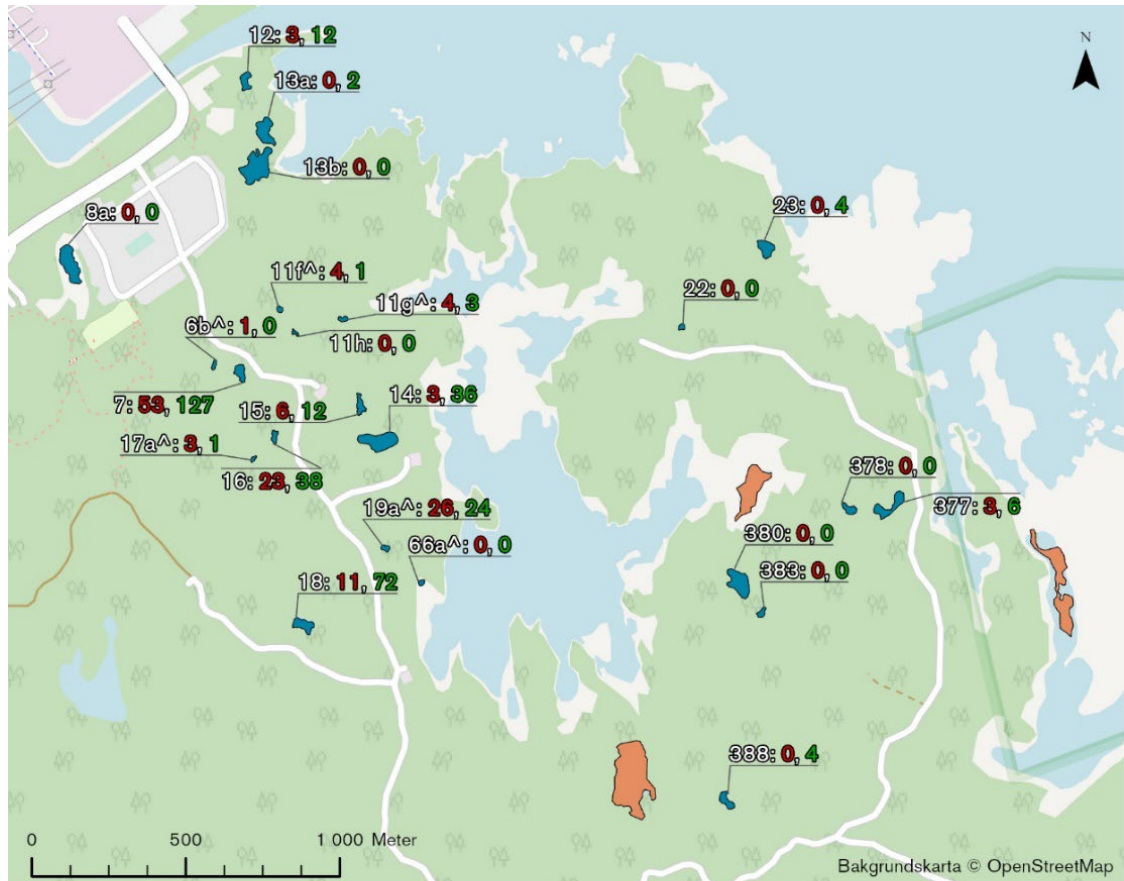 12: 3, 12
N
13a: 0, 2
13b: 0, 0
8a: 0, 0
23: 0, 4
11f^: 4, 1
22: 0, 0
11g^: 4, 3
6b^: 1, 0
11h: 0, 0
14: 3, 36
7: 53, 127
15: 6, 12
17a^: 3, 1
16: 23, 38
378: 0, 0
377: 3, 6
19a^: 26, 24
380: 0, 0
66a^: 0, 0
383: 0, 0
18: 11, 72
388: 0, 4
0 500 1 000 Meter
Bakgrundskarta © OpenStreetMap